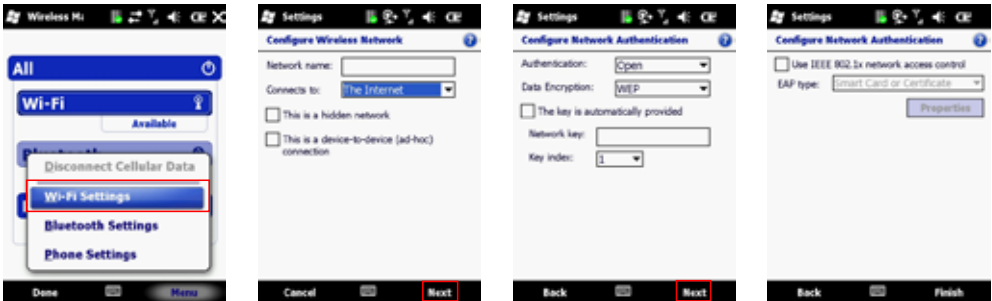 Wireless Ma
All
Wi-Fi
Available
Disconnect Cellular Data
Wi-Fi Settings
Bluetooth Settings
Phone Settings
Done
Menu
Settings
Configure Wireless Network
Network name:
Connects to: The Internet
This is a hidden network
This is a device-to-device (ad-hoc)
connection
Cancel
Next
Settings
Configure Network Authentication
Authentication: Open
Data Encryption: WEP
The key is automatically provided
Network key:
Key index: 1
Back
Next
Settings
Configure Network Authentication
Use IEEE 802.1x network access control
EAP type: Smart Card or Certificate
Properties
Back
Finish